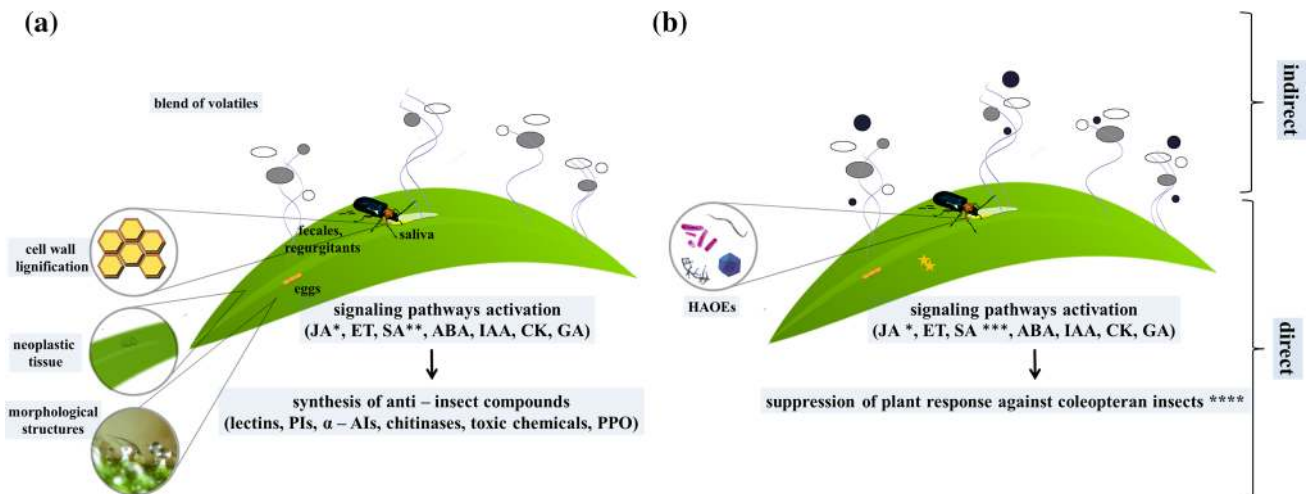 (a)
blend of volatiles
cell wall
lignification
fecales,
regurgitants
saliva
eggs
neoplastic
tissue
morphological
structures
signaling pathways activation
(JA*, ET, SA**, ABA, IAA, CK, GA)
synthesis of anti – insect compounds
(lectins, PIs, α – AIs, chitinases, toxic chemicals, PPO)
(b)
HAOEs
signaling pathways activation
(JA *, ET, SA ***, ABA, IAA, CK, GA)
suppression of plant response against coleopteran insects ****
indirect
direct